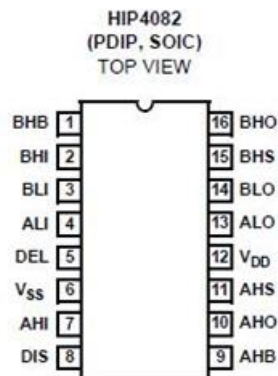 HIP4082
(PDIP, SOIC)
TOP VIEW
BHB 1 16 BHO
BHI 2 15 BHS
BLI 3 14 BLO
ALI 4 13 ALO
DEL 5 12 VDD
VSS 6 11 AHS
AHI 7 10 AHO
DIS 8 9 AHB